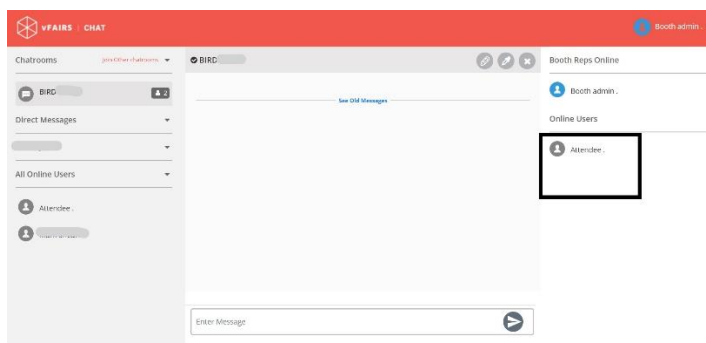 vFAIRS | CHAT
Booth admin .
Chatrooms
Join Other chatrooms
BIRD
2
Direct Messages
All Online Users
Attendee .
BIRD
See Old Messages
Enter Message
Booth Reps Online
Booth admin .
Online Users
Attendee .